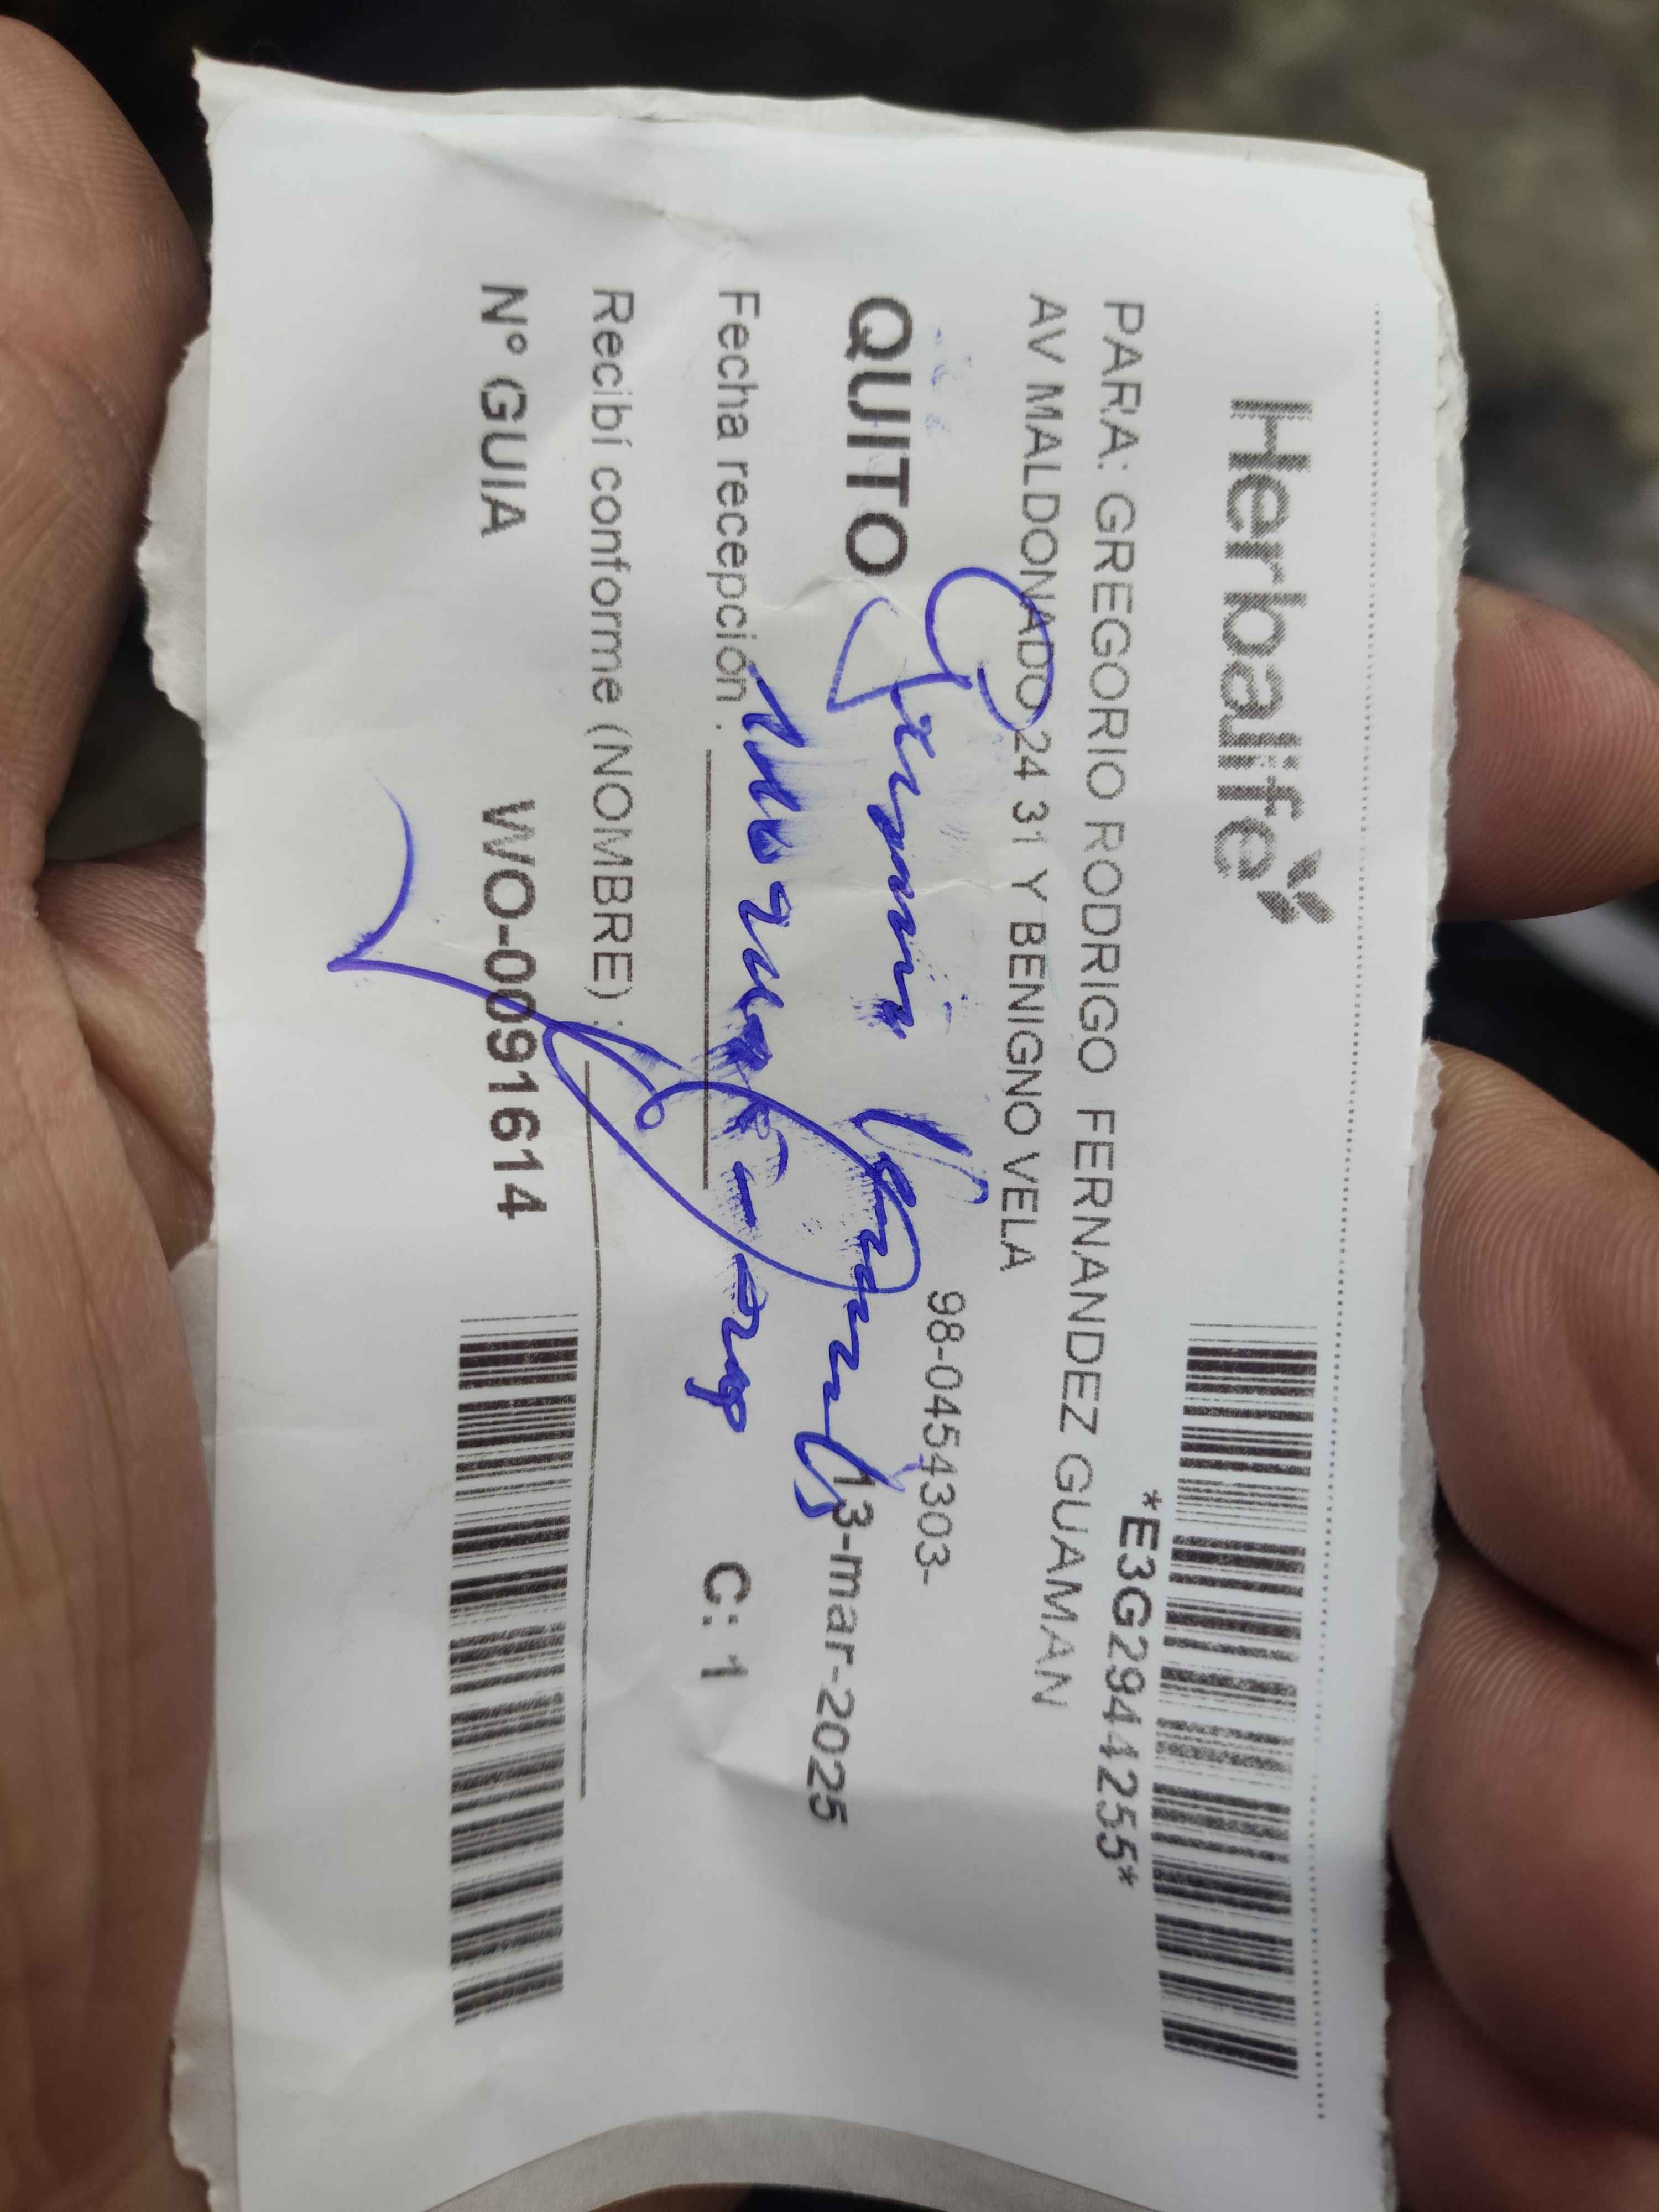 Herbalife
*E3G2944255*
PARA: GREGORIO RODRIGO FERNANDEZ GUAMAN
AV MALDONADO 24 31 Y BENIGNO VELA
98-0454303-
QUITO
13-mar-2025
Fecha recepción :
C: 1
Recibí conforme (NOMBRE) :
N° GUIA WO-0091614